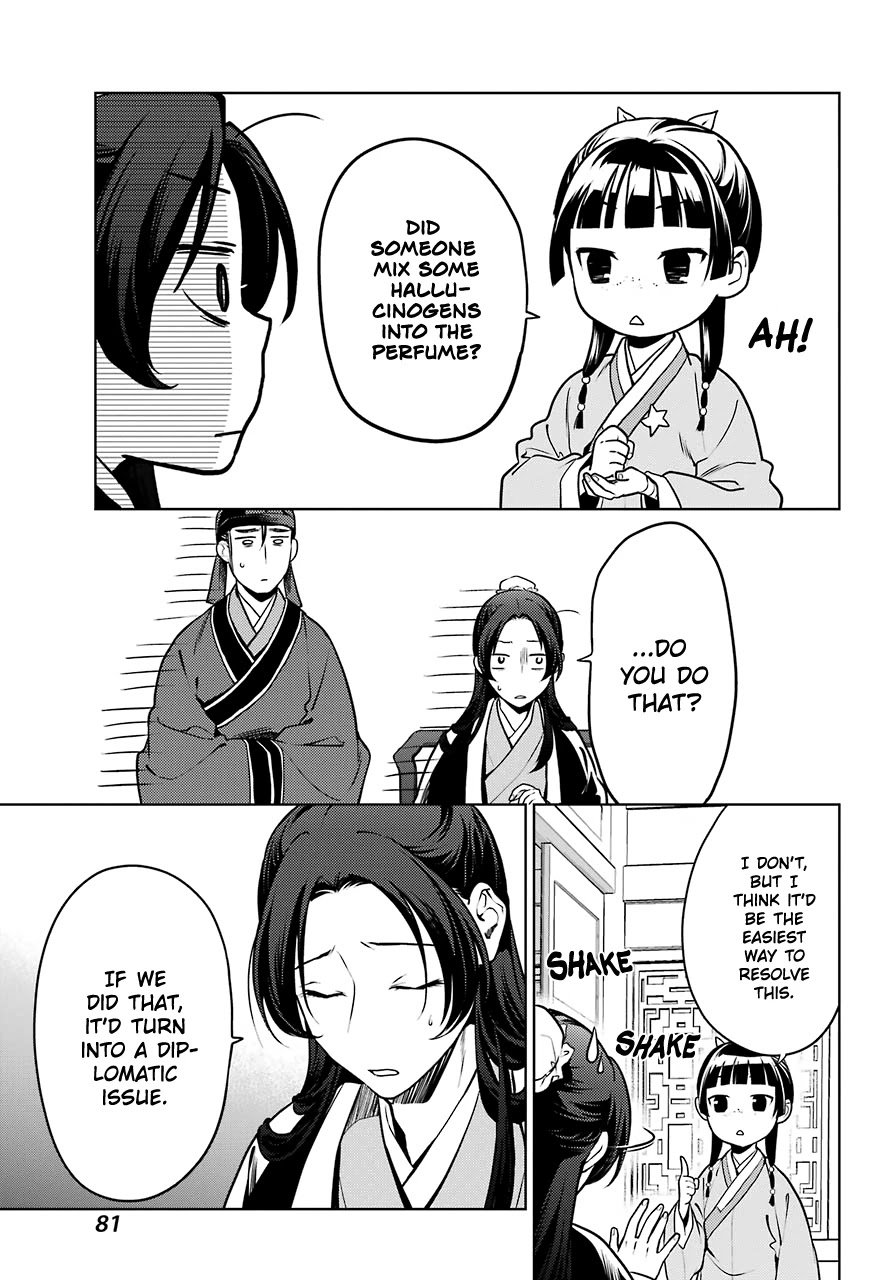 AH!
DID
SOMEONE
MIX SOME
HALLU-
CINOGENS
INTO THE
PERFUME?
...DO
YOU DO
THAT?
I DON'T,
BUT I
THINK IT'D
BE THE
EASIEST
WAY TO
RESOLVE
THIS.
SHAKE
SHAKE
IF WE
DID THAT,
IT'D TURN
INTO A DIP-
LOMATIC
ISSUE.
81